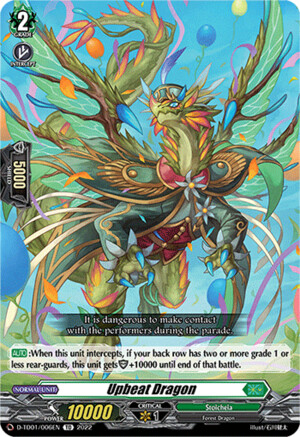 2
GRADE
INTERCEPT
5000
SHIELD
It is dangerous to make contact
with the performers during the parade.
AUTO:When this unit intercepts, if your back row has two or more grade 1 or
less rear-guards, this unit gets +10000 until end of that battle.
NORMAL UNIT
Upbeat Dragon
D-TD01/006EN TD 2022
POWER
10000
CRITICAL
1
Stoicheia
Forest Dragon